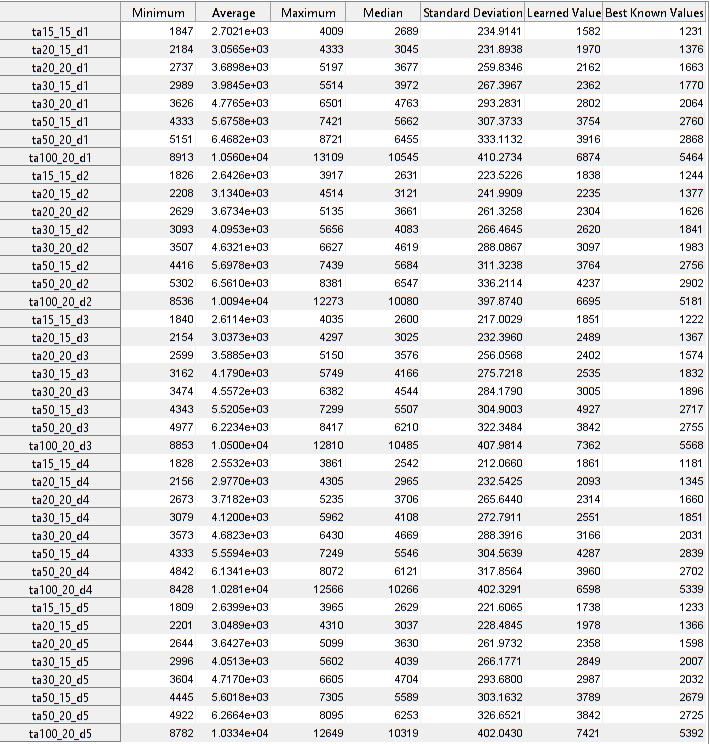 Minimum Average Maximum Median Standard Deviation Learned Value Best Known Values
ta15_15_d1 1847 2.7021e+03 4009 2689 234.9141 1582 1231
ta20_15_d1 2184 3.0565e+03 4333 3045 231.8938 1970 1376
ta20_20_d1 2737 3.6898e+03 5197 3677 259.8346 2162 1663
ta30_15_d1 2989 3.9845e+03 5514 3972 267.3967 2362 1770
ta30_20_d1 3626 4.7765e+03 6501 4763 293.2831 2802 2064
ta50_15_d1 4333 5.6758e+03 7421 5662 307.3733 3754 2760
ta50_20_d1 5151 6.4682e+03 8721 6455 333.1132 3916 2868
ta100_20_d1 8913 1.0560e+04 13109 10545 410.2734 6874 5464
ta15_15_d2 1826 2.6426e+03 3917 2631 223.5226 1838 1244
ta20_15_d2 2208 3.1340e+03 4514 3121 241.9909 2235 1377
ta20_20_d2 2629 3.6734e+03 5135 3661 261.3258 2304 1626
ta30_15_d2 3093 4.0953e+03 5656 4083 266.4645 2620 1841
ta30_20_d2 3507 4.6321e+03 6627 4619 288.0867 3097 1983
ta50_15_d2 4416 5.6978e+03 7439 5684 311.3238 3764 2756
ta50_20_d2 5302 6.5610e+03 8381 6547 336.2114 4237 2902
ta100_20_d2 8536 1.0094e+04 12273 10080 397.8740 6695 5181
ta15_15_d3 1840 2.6114e+03 4035 2600 217.0029 1851 1222
ta20_15_d3 2154 3.0373e+03 4297 3025 232.3960 2489 1367
ta20_20_d3 2599 3.5885e+03 5150 3576 256.0568 2402 1574
ta30_15_d3 3162 4.1790e+03 5749 4166 275.7218 2535 1832
ta30_20_d3 3474 4.5572e+03 6382 4544 284.1790 3005 1896
ta50_15_d3 4343 5.5205e+03 7299 5507 304.9003 4927 2717
ta50_20_d3 4977 6.2234e+03 8417 6210 322.3484 3842 2755
ta100_20_d3 8853 1.0500e+04 12810 10485 407.9814 7362 5568
ta15_15_d4 1828 2.5532e+03 3861 2542 212.0660 1861 1181
ta20_15_d4 2156 2.9770e+03 4305 2965 232.5425 2093 1345
ta20_20_d4 2673 3.7182e+03 5235 3706 265.6440 2314 1660
ta30_15_d4 3079 4.1200e+03 5962 4108 272.7911 2551 1851
ta30_20_d4 3573 4.6823e+03 6430 4669 288.3916 3166 2031
ta50_15_d4 4333 5.5594e+03 7249 5546 304.5639 4287 2839
ta50_20_d4 4842 6.1341e+03 8072 6121 317.8564 3960 2702
ta100_20_d4 8428 1.0281e+04 12566 10266 402.3291 6598 5339
ta15_15_d5 1809 2.6399e+03 3965 2629 221.6065 1738 1233
ta20_15_d5 2201 3.0489e+03 4310 3037 228.4845 1978 1366
ta20_20_d5 2644 3.6427e+03 5099 3630 261.9732 2358 1598
ta30_15_d5 2996 4.0513e+03 5602 4039 266.1771 2849 2007
ta30_20_d5 3604 4.7170e+03 6605 4704 293.6800 2987 2032
ta50_15_d5 4445 5.6018e+03 7305 5589 303.1632 3789 2679
ta50_20_d5 4922 6.2664e+03 8095 6253 326.6521 3842 2725
ta100_20_d5 8782 1.0334e+04 12649 10319 402.0430 7421 5392